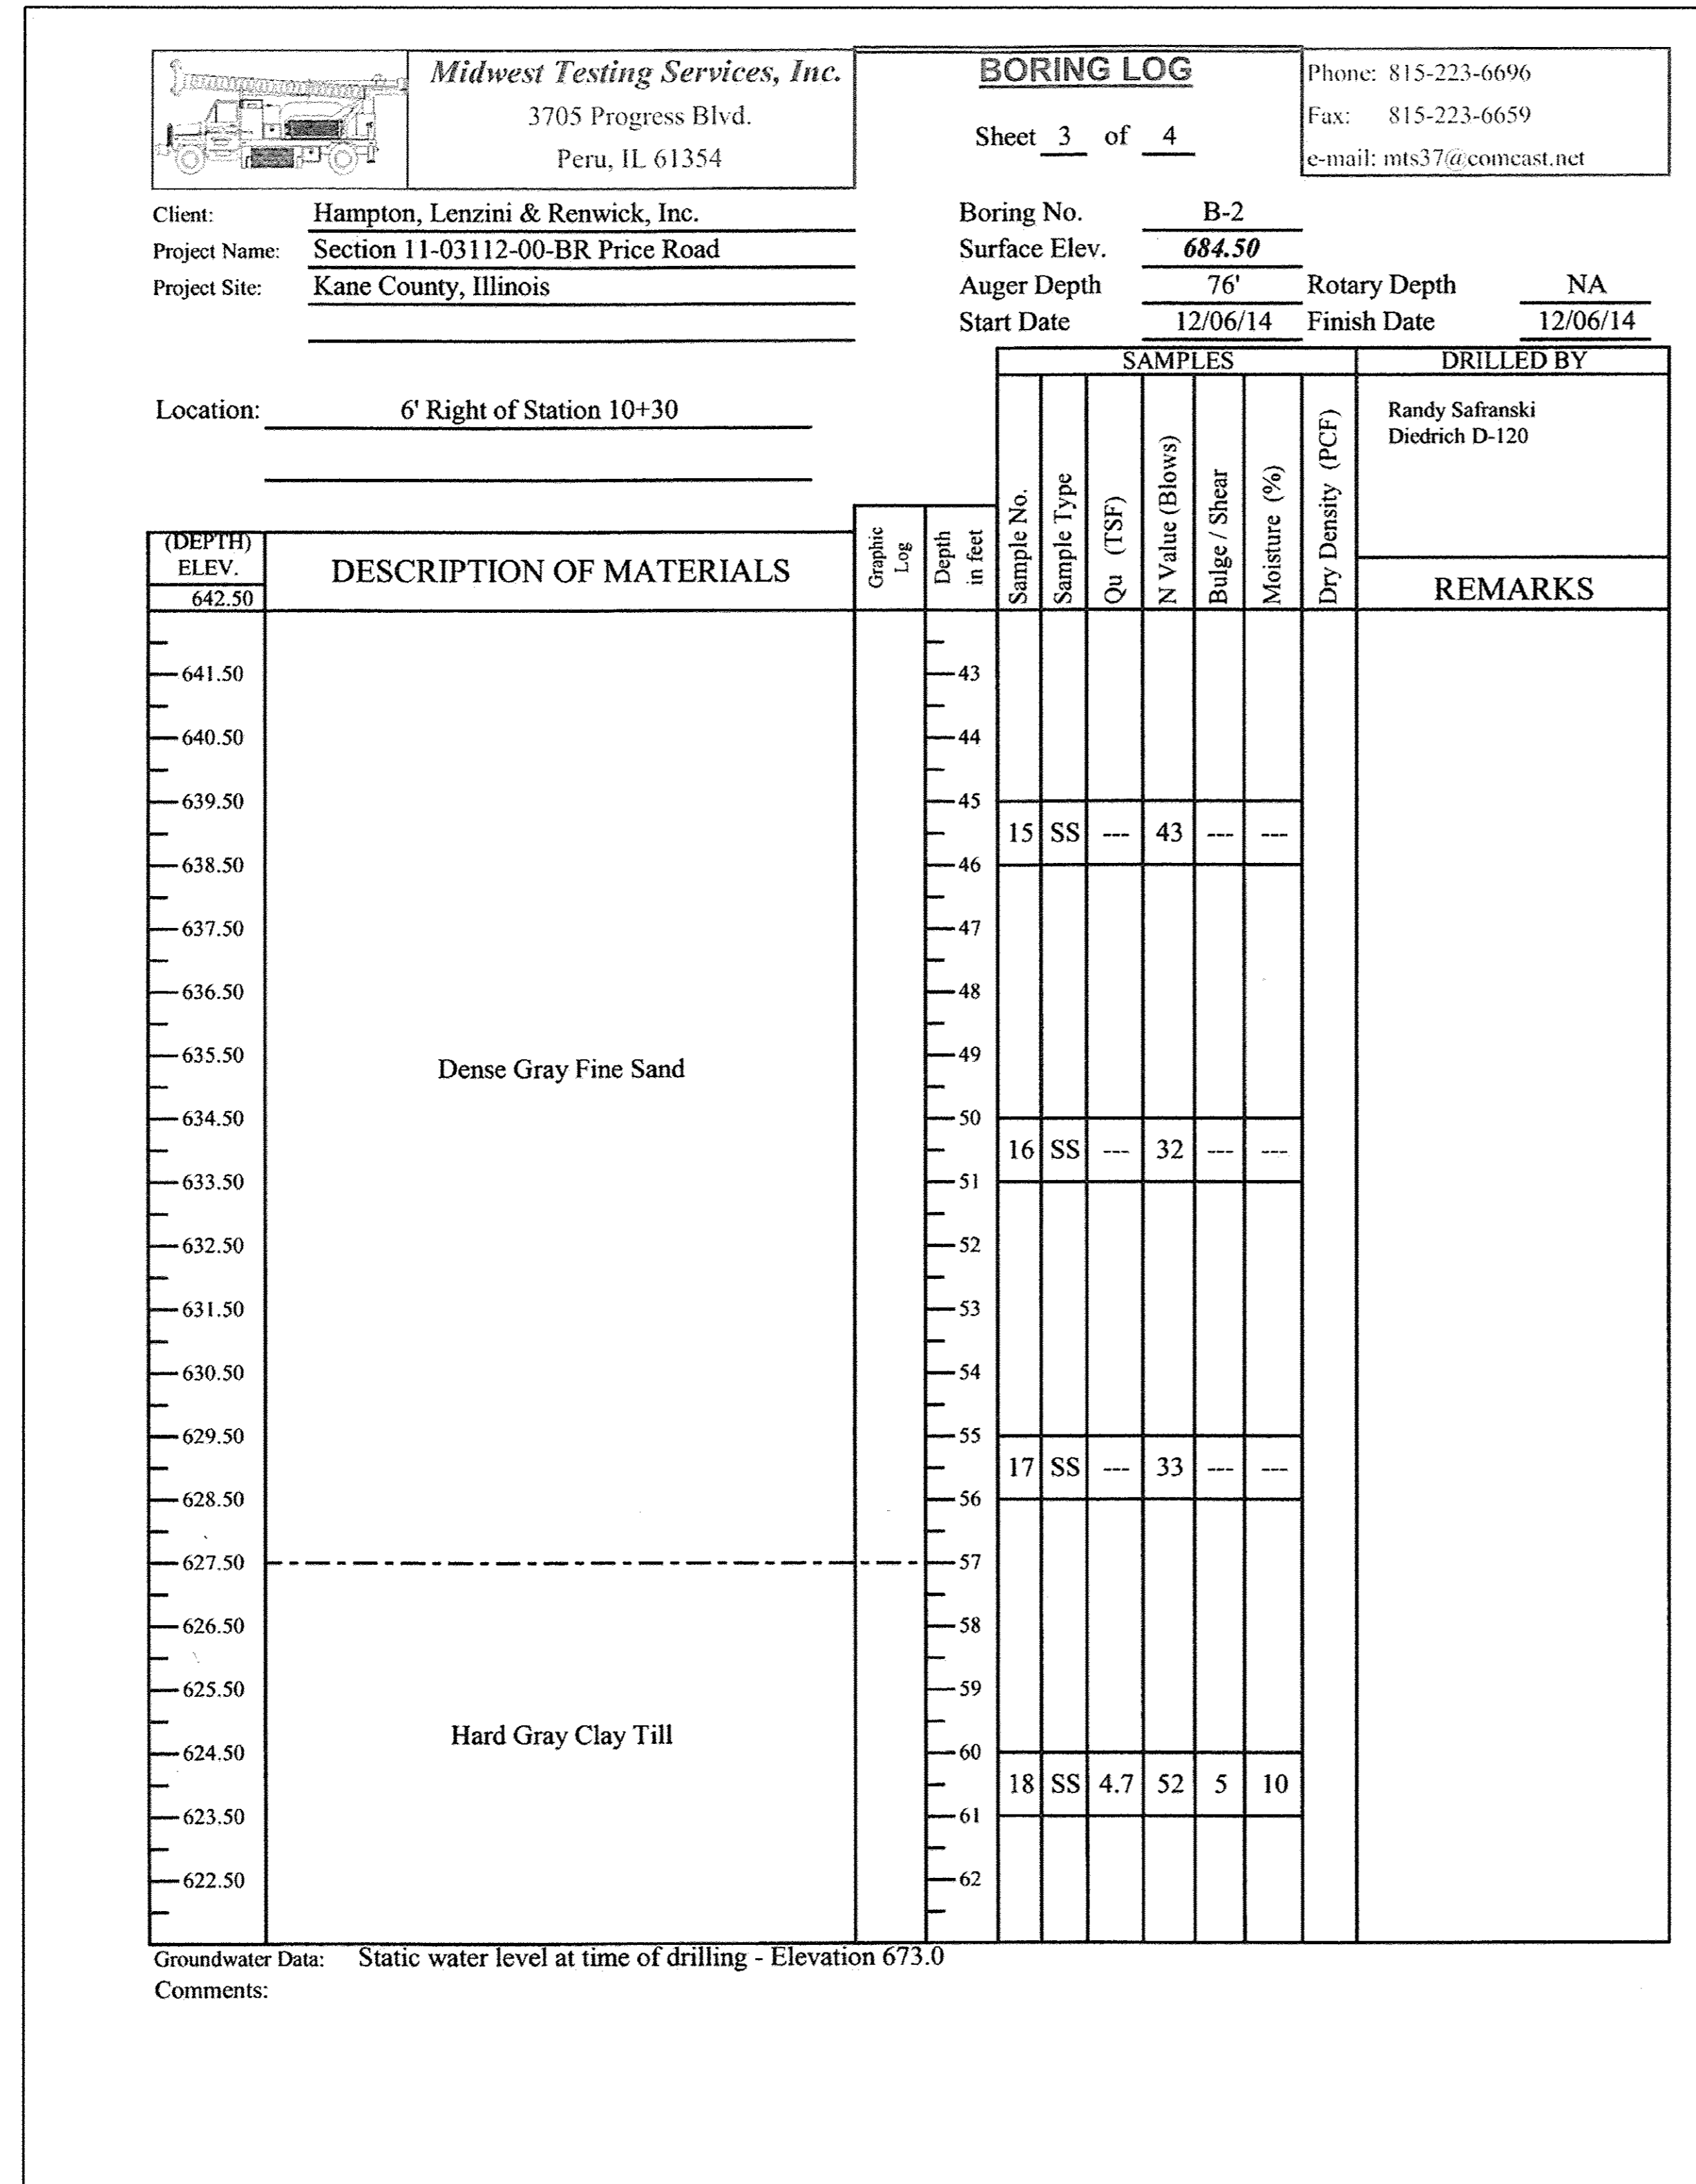 Midwest Testing Services, Inc.
3705 Progress Blvd.
Peru, IL 61354
BORING LOG
Sheet 3 of 4
Phone: 815-223-6696
Fax: 815-223-6659
e-mail: mts37@comcast.net
Client: Hampton, Lenzini & Renwick, Inc.
Project Name: Section 11-03112-00-BR Price Road
Project Site: Kane County, Illinois
Boring No. B-2
Surface Elev. 684.50
Auger Depth 76' Rotary Depth NA
Start Date 12/06/14 Finish Date 12/06/14
Location: 6' Right of Station 10+30
SAMPLES
DRILLED BY
Randy Safranski
Diedrich D-120
(DEPTH)
ELEV.
642.50
DESCRIPTION OF MATERIALS
Graphic
Log
Depth
in feet
Sample No.
Sample Type
Qu (TSF)
N Value (Blows)
Bulge / Shear
Moisture (%)
Dry Density (PCF)
REMARKS
641.50 43
640.50 44
639.50 45
15 SS --- 43 --- ---
638.50 46
637.50 47
636.50 48
635.50 49
Dense Gray Fine Sand
634.50 50
16 SS --- 32 --- ---
633.50 51
632.50 52
631.50 53
630.50 54
629.50 55
17 SS --- 33 --- ---
628.50 56
627.50 57
626.50 58
625.50 59
Hard Gray Clay Till
624.50 60
18 SS 4.7 52 5 10
623.50 61
622.50 62
Groundwater Data: Static water level at time of drilling - Elevation 673.0
Comments: